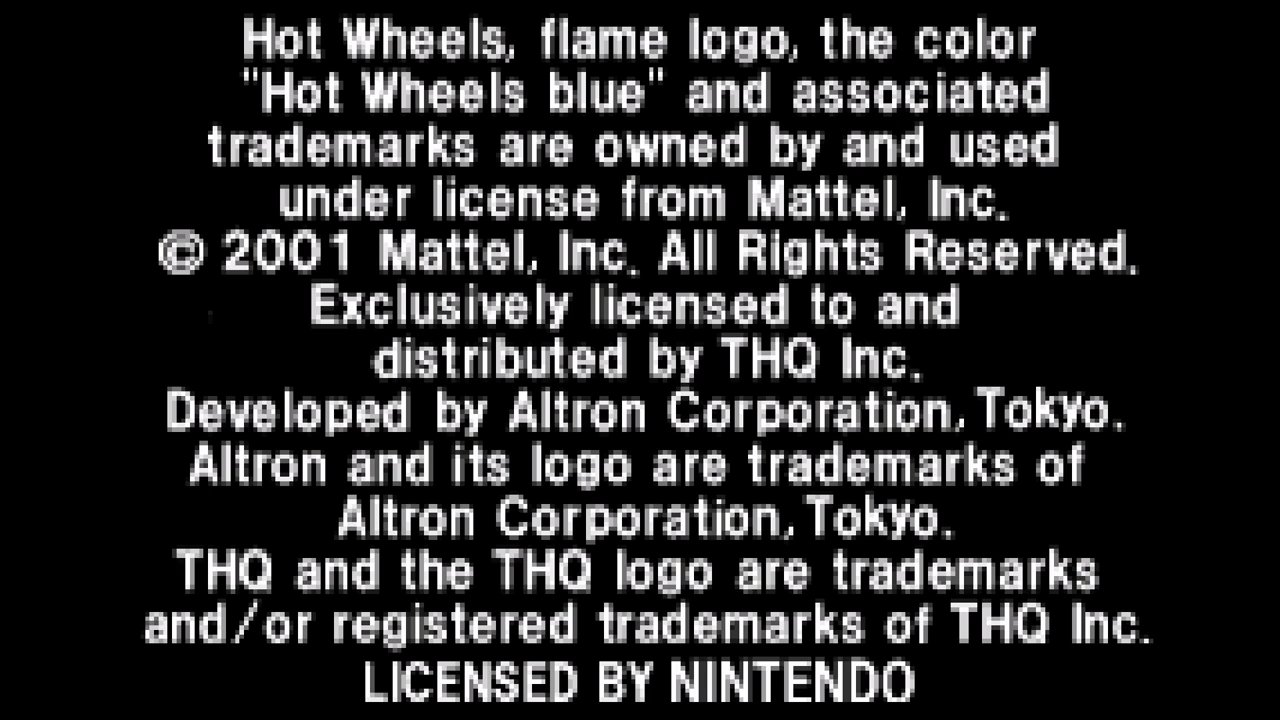 Hot Wheels, flame logo, the color
"Hot Wheels blue" and associated
trademarks are owned by and used
under license from Mattel, Inc.
© 2001 Mattel, Inc. All Rights Reserved.
Exclusively licensed to and
distributed by THQ Inc.
Developed by Altron Corporation, Tokyo.
Altron and its logo are trademarks of
Altron Corporation, Tokyo.
THQ and the THQ logo are trademarks
and/or registered trademarks of THQ Inc.
LICENSED BY NINTENDO